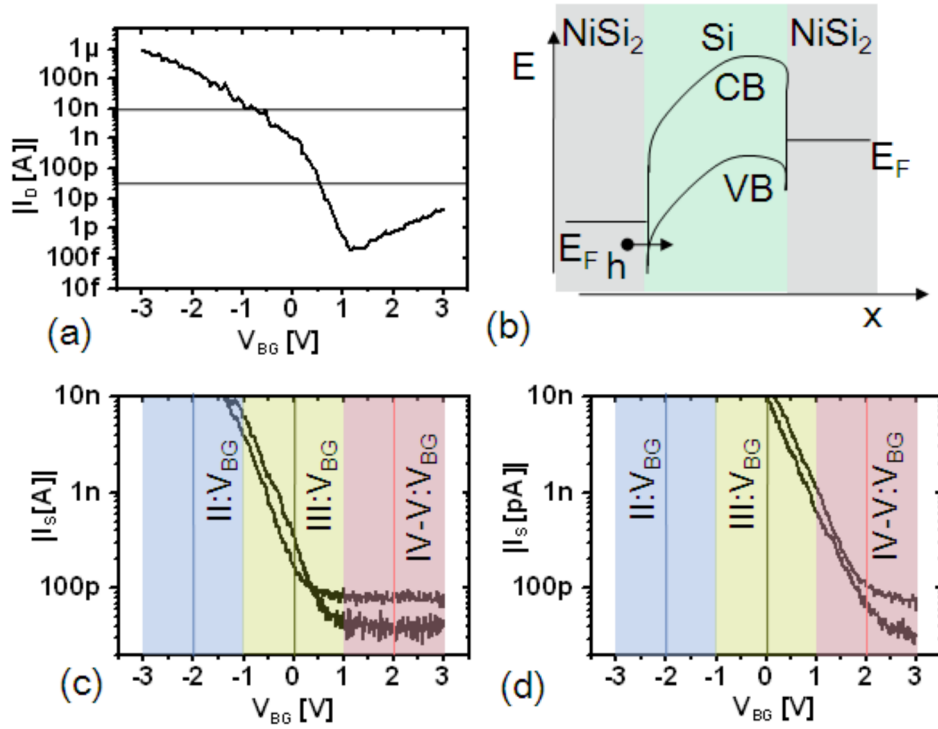 1μ
100n
10n
1n
100p
10p
1p
100f
10f
|I_D [A]|
-3 -2 -1 0 1 2 3
V_BG [V]
(a)
NiSi₂ Si NiSi₂
E
CB
VB
E_F
E_F h
x
(b)
10n
1n
100p
|I_S [A]|
II:V_BG
III:V_BG
IV-V:V_BG
-3 -2 -1 0 1 2 3
V_BG [V]
(c)
10n
1n
100p
|I_S [pA]|
II:V_BG
III:V_BG
IV-V:V_BG
-3 -2 -1 0 1 2 3
V_BG [V]
(d)